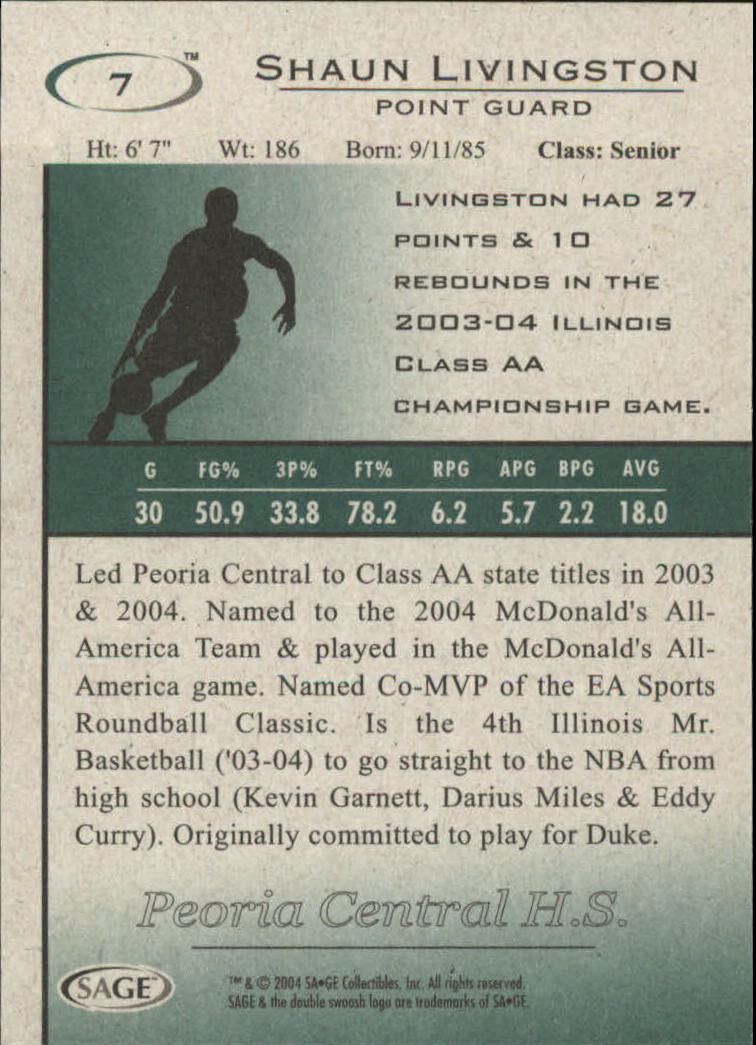 7
™
SHAUN LIVINGSTON
POINT GUARD
Ht: 6' 7" Wt: 186 Born: 9/11/85 Class: Senior
LIVINGSTON HAD 27
POINTS & 10
REBOUNDS IN THE
2003-04 ILLINOIS
CLASS AA
CHAMPIONSHIP GAME.
G FG% 3P% FT% RPG APG BPG AVG
30 50.9 33.8 78.2 6.2 5.7 2.2 18.0
Led Peoria Central to Class AA state titles in 2003
& 2004. Named to the 2004 McDonald's All-
America Team & played in the McDonald's All-
America game. Named Co-MVP of the EA Sports
Roundball Classic. Is the 4th Illinois Mr.
Basketball ('03-04) to go straight to the NBA from
high school (Kevin Garnett, Darius Miles & Eddy
Curry). Originally committed to play for Duke.
Peoria Central H.S.
SAGE™
™ & © 2004 SA•GE Collectibles, Inc. All rights reserved.
SAGE & the double swoosh logo are trademarks of SA•GE.